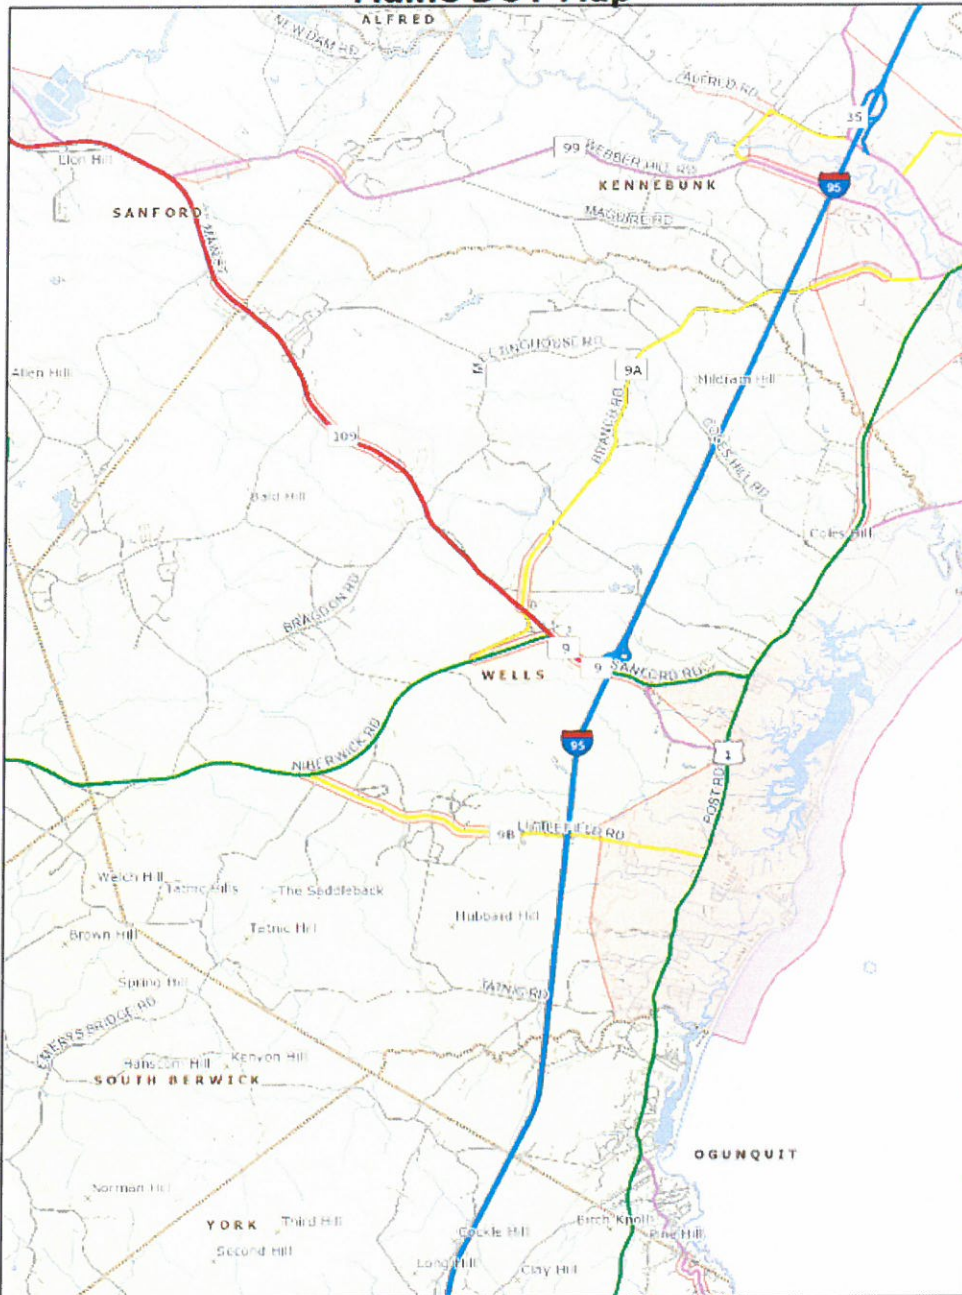 ALFRED
NEW DAM RD
ALFRED RD
35
99
WEBBER HILL RD
Lion Hill
KENNEBUNK
95
SANFORD
MAGUIRE RD
MAIN ST
MEETINGHOUSE RD
9A
Allen Hill
Mildram Hill
BRANCH RD
COLES HILL RD
109
Bald Hill
Coles Hill
BRAGDON RD
9
9
SANFORD RD
WELLS
N BERWICK RD
95
1
POST RD
9B
LITTLEFIELD RD
Welch Hill
Tatnic Hills
The Saddleback
Hubbard Hill
Brown Hill
Tatnic Hill
Spring Hill
TATNIC RD
EMERYS BRIDGE RD
Hanscom Hill
Kenyon Hill
SOUTH BERWICK
OGUNQUIT
Norman Hill
YORK
Third Hill
Cockle Hill
Birch Knoll
Pine Hill
Second Hill
Long Hill
Clay Hill